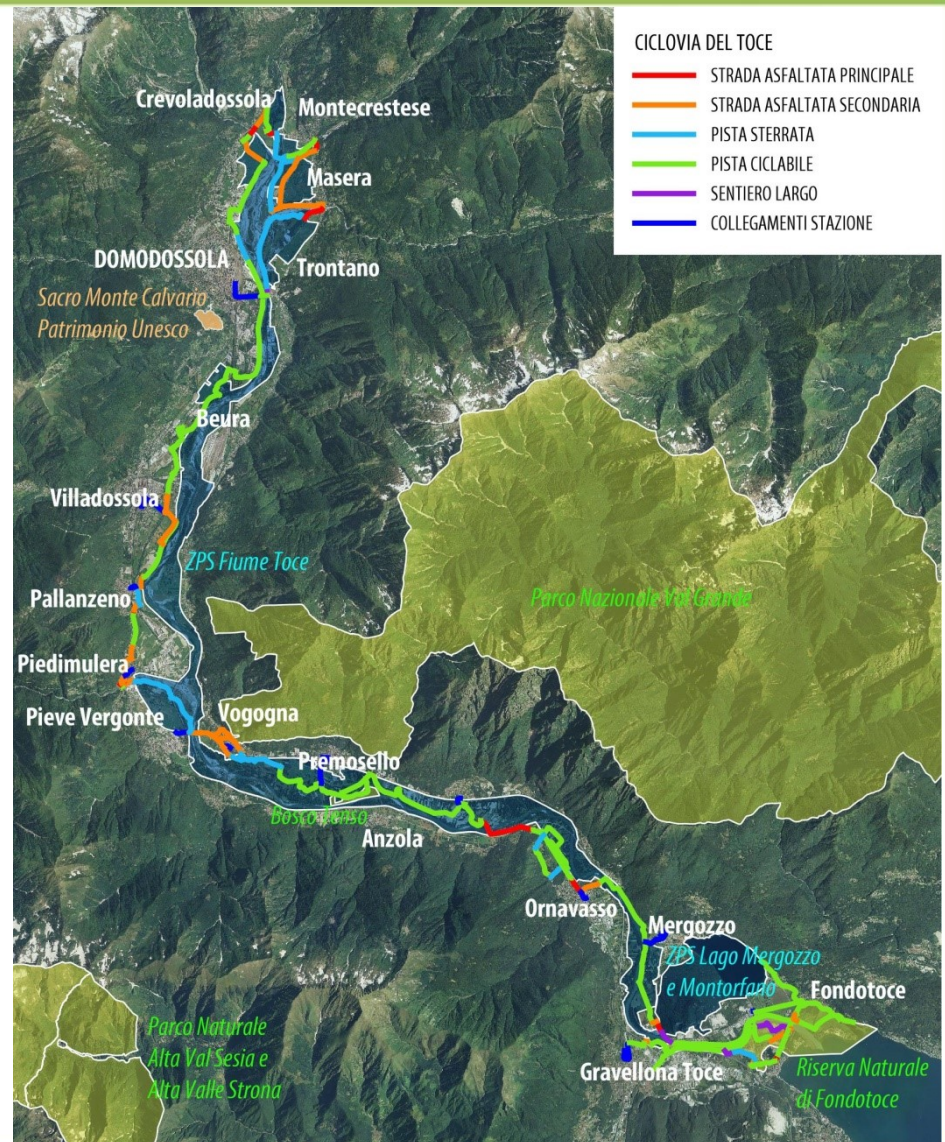 CICLOVIA DEL TOCE
STRADA ASFALTATA PRINCIPALE
STRADA ASFALTATA SECONDARIA
PISTA STERRATA
PISTA CICLABILE
SENTIERO LARGO
COLLEGAMENTI STAZIONE
Crevoladossola
Montecrestese
Masera
DOMODOSSOLA
Trontano
Sacro Monte Calvario
Patrimonio Unesco
Beura
Villadossola
ZPS Fiume Toce
Pallanzeno
Parco Nazionale Val Grande
Piedimulera
Pieve Vergonte
Vogogna
Premosello
Bosco Tenso
Anzola
Ornavasso
Mergozzo
ZPS Lago Mergozzo
e Montorfano
Fondotoce
Parco Naturale
Alta Val Sesia e
Alta Valle Strona
Gravellona Toce
Riserva Naturale
di Fondotoce